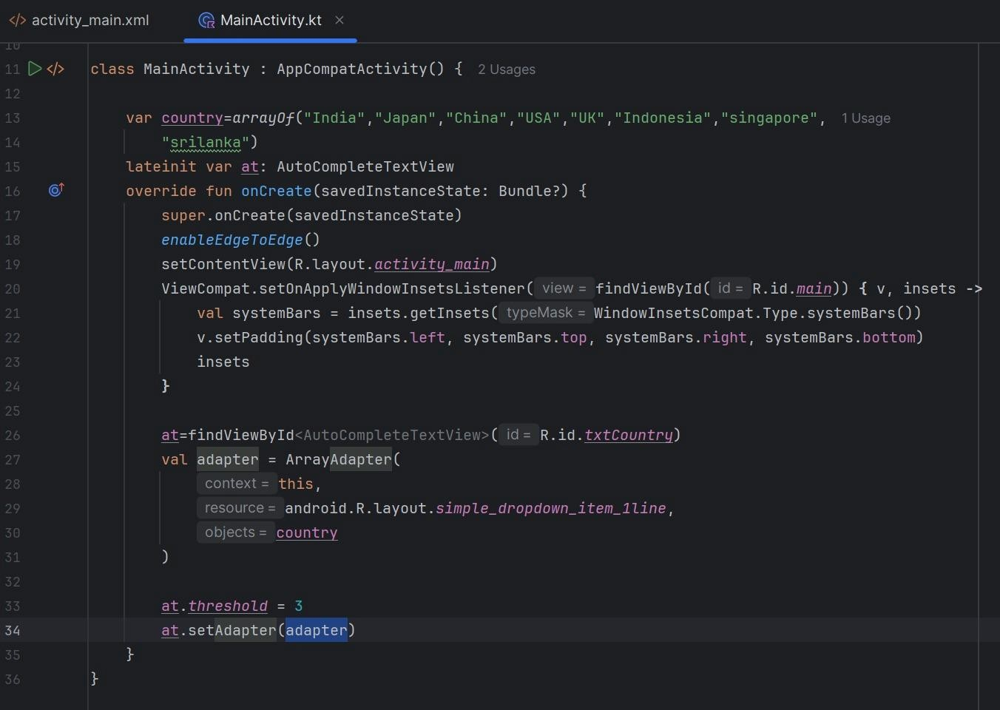 </> activity_main.xml MainActivity.kt ×
10
11 </> class MainActivity : AppCompatActivity() { 2 Usages
12
13 var country=arrayOf("India","Japan","China","USA","UK","Indonesia","singapore", 1 Usage
14 "srilanka")
15 lateinit var at: AutoCompleteTextView
16 override fun onCreate(savedInstanceState: Bundle?) {
17 super.onCreate(savedInstanceState)
18 enableEdgeToEdge()
19 setContentView(R.layout.activity_main)
20 ViewCompat.setOnApplyWindowInsetsListener( view = findViewById( id = R.id.main)) { v, insets ->
21 val systemBars = insets.getInsets( typeMask = WindowInsetsCompat.Type.systemBars())
22 v.setPadding(systemBars.left, systemBars.top, systemBars.right, systemBars.bottom)
23 insets
24 }
25
26 at=findViewById<AutoCompleteTextView>( id = R.id.txtCountry)
27 val adapter = ArrayAdapter(
28 context = this,
29 resource = android.R.layout.simple_dropdown_item_1line,
30 objects = country
31 )
32
33 at.threshold = 3
34 at.setAdapter(adapter)
35 }
36 }